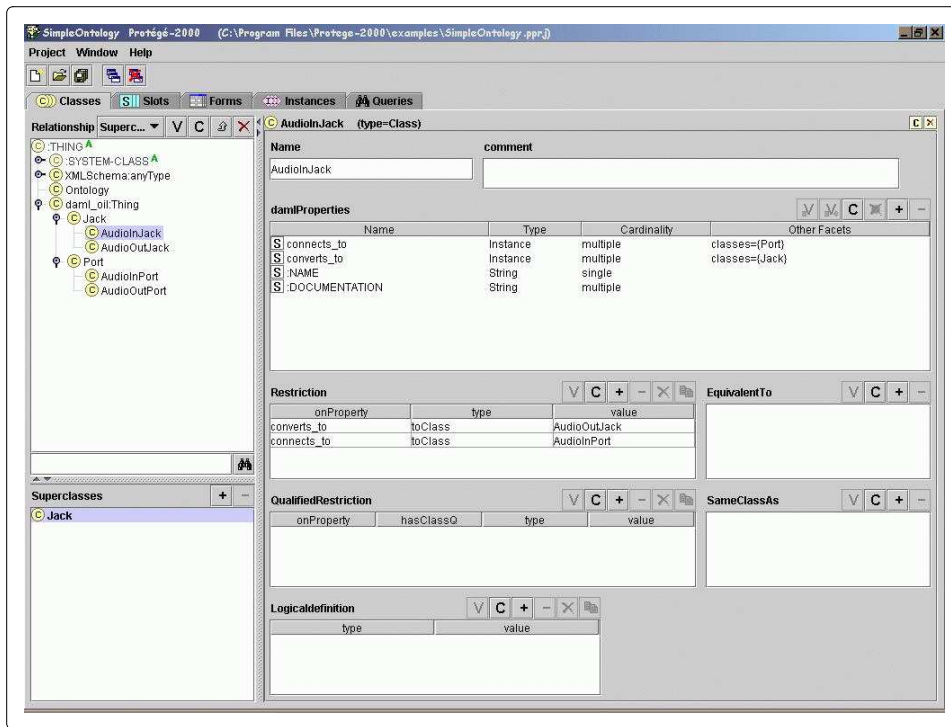 SimpleOntology Protégé-2000 (C:\Program Files\Protege-2000\examples\SimpleOntology.pprj)
Project Window Help
Classes S Slots Forms Instances Queries
Relationship Superc... V C
:THING A
:SYSTEM-CLASS A
XMLSchema:anyType
Ontology
daml_oil:Thing
Jack
AudioInJack
AudioOutJack
Port
AudioInPort
AudioOutPort
Superclasses + −
Jack
AudioInJack (type=Class)
Name comment
AudioInJack
damlProperties C + −
Name Type Cardinality Other Facets
S connects_to Instance multiple classes={Port}
S converts_to Instance multiple classes={Jack}
S :NAME String single
S :DOCUMENTATION String multiple
Restriction V C + −
onProperty type value
converts_to toClass AudioOutJack
connects_to toClass AudioInPort
EquivalentTo V C + −
QualifiedRestriction V C + −
onProperty hasClassQ type value
SameClassAs V C + −
Logicaldefinition V C + −
type value